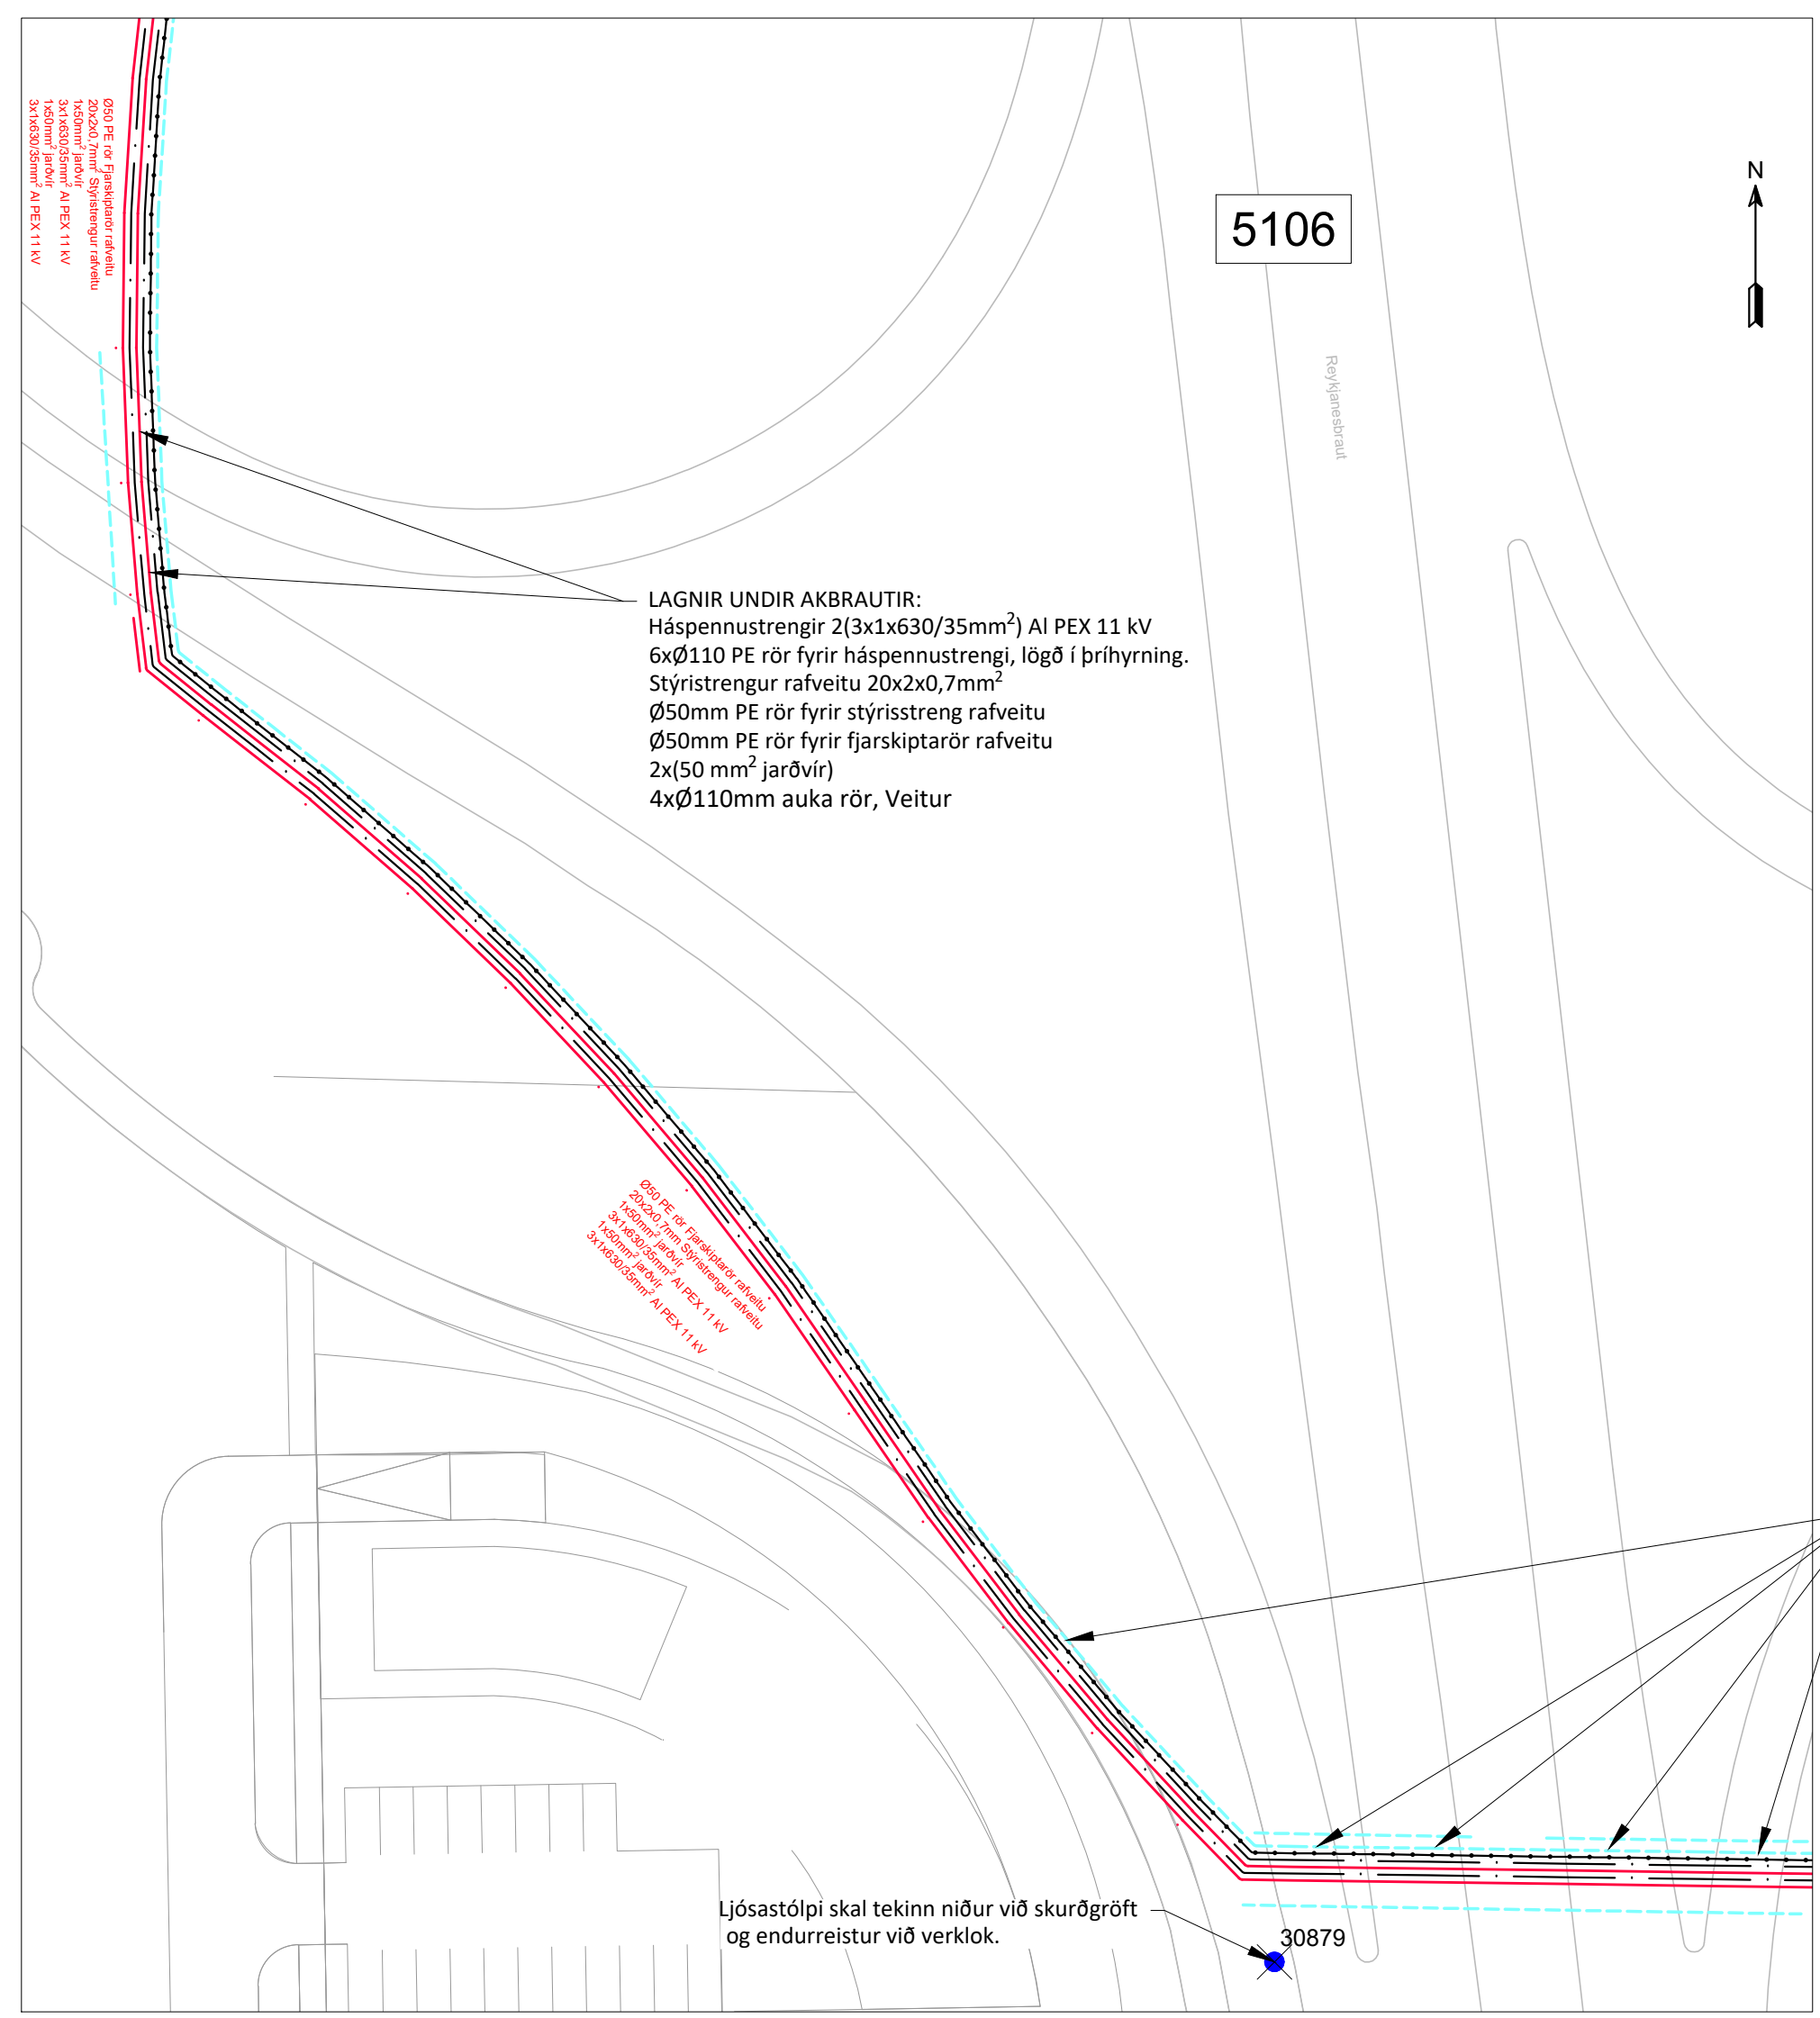 Ø50 PE rör Fjarskiptarör rafveitu
20x2x0,7mm² Stýristrengur rafveitu
1x50mm² jarðvír
3x1x630/35mm² Al PEX 11 kV
1x50mm² jarðvír
3x1x630/35mm² Al PEX 11 kV
5106
N
Reykjanesbraut
LAGNIR UNDIR AKBRAUTIR:
Háspennustrengir 2(3x1x630/35mm²) Al PEX 11 kV
6xØ110 PE rör fyrir háspennustrengi, lögð í þríhyrning.
Stýristrengur rafveitu 20x2x0,7mm²
Ø50mm PE rör fyrir stýrisstreng rafveitu
Ø50mm PE rör fyrir fjarskiptarör rafveitu
2x(50 mm² jarðvír)
4xØ110mm auka rör, Veitur
Ø50 PE rör Fjarskiptarör rafveitu
20x2x0,7mm Stýristrengur rafveitu
1x50mm² jarðvír
3x1x630/35mm² Al PEX 11 kV
1x50mm² jarðvír
3x1x630/35mm² Al PEX 11 kV
Ljósastólpi skal tekinn niður við skurðgröft
og endurreistur við verklok.
30879